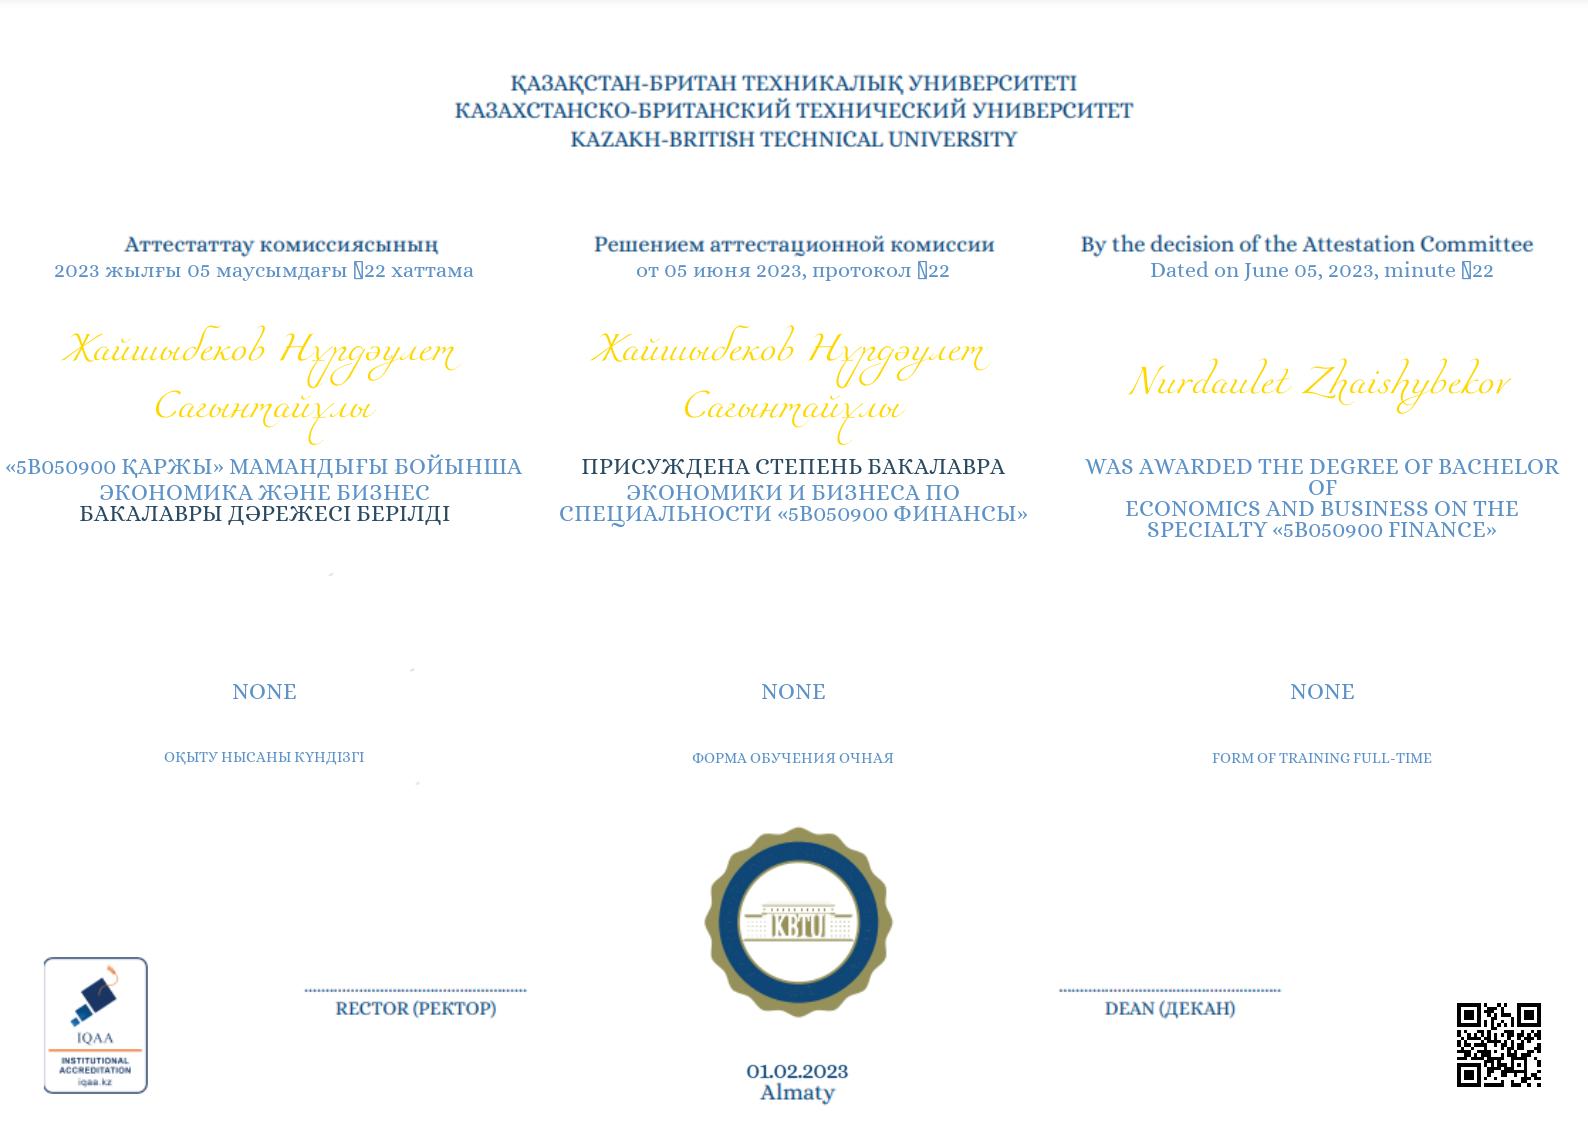 ҚАЗАҚСТАН-БРИТАН ТЕХНИКАЛЫҚ УНИВЕРСИТЕТІ
КАЗАХСТАНСКО-БРИТАНСКИЙ ТЕХНИЧЕСКИЙ УНИВЕРСИТЕТ
KAZAKH-BRITISH TECHNICAL UNIVERSITY
Аттестаттау комиссиясының
2023 жылғы 05 маусымдағы 22 хаттама
Жайшыбеков Нұрдәулет
Сағынтайұлы
«5B050900 ҚАРЖЫ» МАМАНДЫҒЫ БОЙЫНША
ЭКОНОМИКА ЖӘНЕ БИЗНЕС
БАКАЛАВРЫ ДӘРЕЖЕСІ БЕРІЛДІ
NONE
ОҚЫТУ НЫСАНЫ КҮНДІЗГІ
Решением аттестационной комиссии
от 05 июня 2023, протокол 22
Жайшыбеков Нұрдәулет
Сағынтайұлы
ПРИСУЖДЕНА СТЕПЕНЬ БАКАЛАВРА
ЭКОНОМИКИ И БИЗНЕСА ПО
СПЕЦИАЛЬНОСТИ «5B050900 ФИНАНСЫ»
NONE
ФОРМА ОБУЧЕНИЯ ОЧНАЯ
By the decision of the Attestation Committee
Dated on June 05, 2023, minute 22
Nurdaulet Zhaishybekov
WAS AWARDED THE DEGREE OF BACHELOR
OF
ECONOMICS AND BUSINESS ON THE
SPECIALTY «5B050900 FINANCE»
NONE
FORM OF TRAINING FULL-TIME
KBTU
IQAA
INSTITUTIONAL
ACCREDITATION
iqaa.kz
RECTOR (РЕКТОР)
DEAN (ДЕКАН)
01.02.2023
Almaty